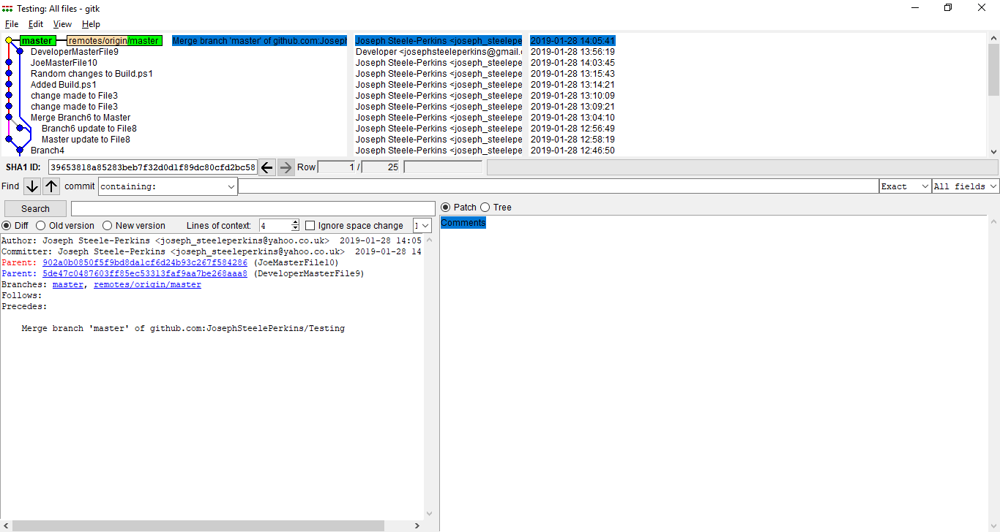 Testing: All files - gitk
File Edit View Help
master remotes/origin/master Merge branch 'master' of github.com:Joseph Joseph Steele-Perkins <joseph_steelepe 2019-01-28 14:05:41
DeveloperMasterFile9 Developer <josephsteeleperkins@gmail. 2019-01-28 13:56:19
JoeMasterFile10 Joseph Steele-Perkins <joseph_steelepe 2019-01-28 14:03:45
Random changes to Build.ps1 Joseph Steele-Perkins <joseph_steelepe 2019-01-28 13:15:43
Added Build.ps1 Joseph Steele-Perkins <joseph_steelepe 2019-01-28 13:14:21
change made to File3 Joseph Steele-Perkins <joseph_steelepe 2019-01-28 13:10:09
change made to File3 Joseph Steele-Perkins <joseph_steelepe 2019-01-28 13:09:21
Merge Branch6 to Master Joseph Steele-Perkins <joseph_steelepe 2019-01-28 13:04:10
Branch6 update to File8 Joseph Steele-Perkins <joseph_steelepe 2019-01-28 12:56:49
Master update to File8 Joseph Steele-Perkins <joseph_steelepe 2019-01-28 12:58:19
Branch4 Joseph Steele-Perkins <joseph_steelepe 2019-01-28 12:46:50
SHA1 ID: 39653818a85283beb7f32d0d1f89dc80cfd2bc58 Row 1 / 25
Find commit containing: Exact All fields
Search Patch Tree
Diff Old version New version Lines of context: 4 Ignore space change
Comments
Author: Joseph Steele-Perkins <joseph_steeleperkins@yahoo.co.uk> 2019-01-28 14:05
Committer: Joseph Steele-Perkins <joseph_steeleperkins@yahoo.co.uk> 2019-01-28 14
Parent: 902a0b0850f5f9bd8da1cf6d24b93c267f584286 (JoeMasterFile10)
Parent: 5de47c0487603ff85ec53313faf9aa7be268aaa8 (DeveloperMasterFile9)
Branches: master, remotes/origin/master
Follows:
Precedes:
Merge branch 'master' of github.com:JosephSteelePerkins/Testing